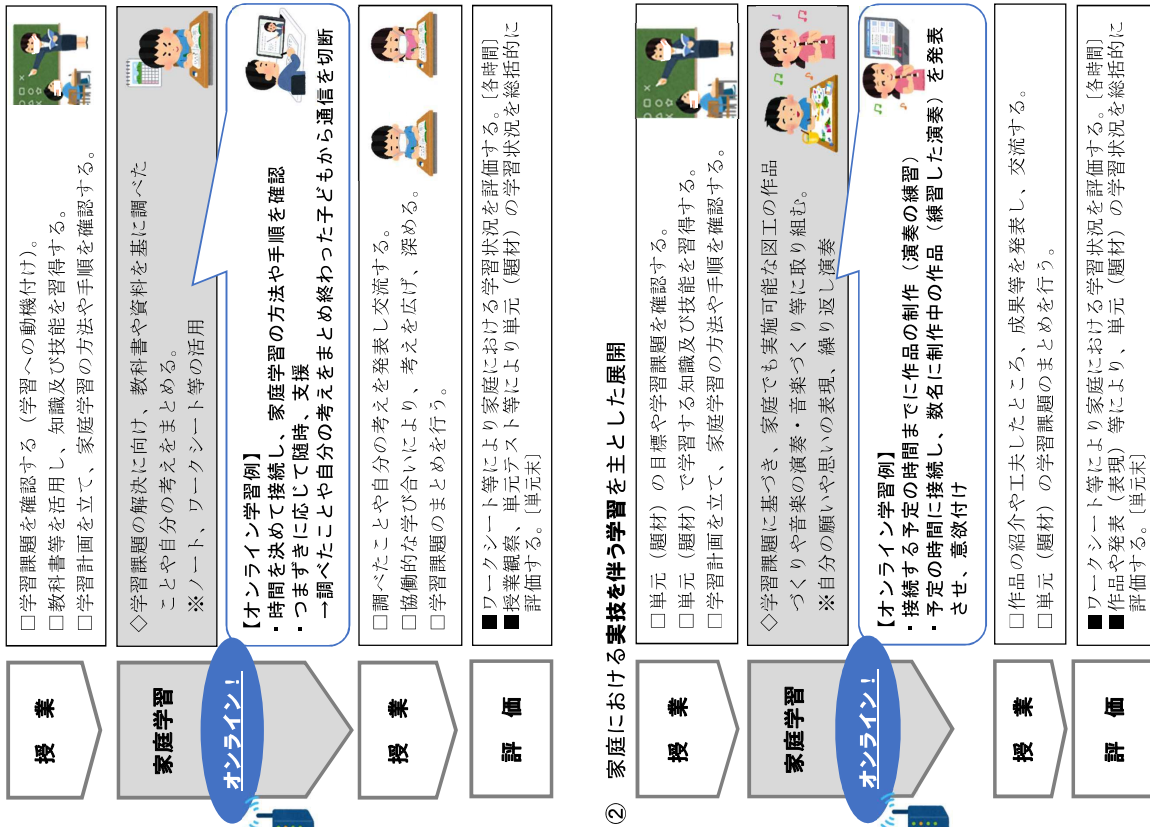 授　業
□学習課題を確認する（学習への動機付け）。
□教科書等を活用し、知識及び技能を習得する。
□学習計画を立て、家庭学習の方法や手順を確認する。
家庭学習
オンライン！
◇学習課題の解決に向け、教科書や資料を基に調べた
ことや自分の考えをまとめる。
※ノート、ワークシート等の活用
【オンライン学習例】
・時間を決めて接続し、家庭学習の方法や手順を確認
・つまずきに応じて随時、支援
→調べたことや自分の考えをまとめ終わった子どもから通信を切断
授　業
□調べたことや自分の考えを発表し交流する。
□協働的な学び合いにより、考えを広げ、深める。
□学習課題のまとめを行う。
評　価
■ワークシート等により家庭における学習状況を評価する。［各時間］
■授業観察、単元テスト等により単元（題材）の学習状況を総括的に
評価する。［単元末］
②　家庭における実技を伴う学習を主とした展開
授　業
□単元（題材）の目標や学習課題を確認する。
□単元（題材）で学習する知識及び技能を習得する。
□学習計画を立て、家庭学習の方法や手順を確認する。
家庭学習
オンライン！
◇学習課題に基づき、家庭でも実施可能な図工の作品
づくりや音楽の演奏・音楽づくり等に取り組む。
※自分の願いや思いの表現、繰り返し演奏
【オンライン学習例】
・接続する予定の時間までに作品の制作（演奏の練習）
・予定の時間に接続し、数名に制作中の作品（練習した演奏）を発表
させ、意欲付け
授　業
□作品の紹介や工夫したところ、成果等を発表し、交流する。
□単元（題材）の学習課題のまとめを行う。
評　価
■ワークシート等により家庭における学習状況を評価する。［各時間］
■作品や発表（表現）等により、単元（題材）の学習状況を総括的に
評価する。［単元末］